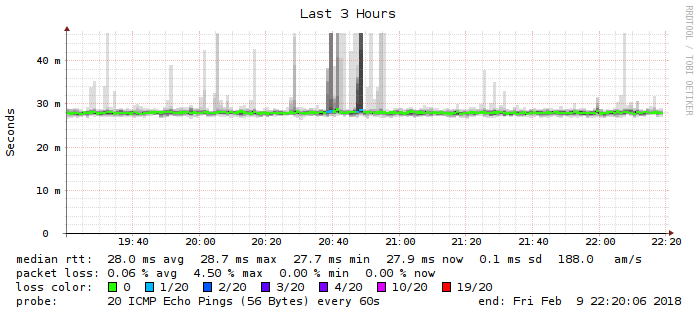 Last 3 Hours
RRDTOOL / TOBI OETIKER
Seconds
40 m
30 m
20 m
10 m
0
19:40 20:00 20:20 20:40 21:00 21:20 21:40 22:00 22:20
median rtt: 28.0 ms avg 28.7 ms max 27.7 ms min 27.9 ms now 0.1 ms sd 188.0 am/s
packet loss: 0.06 % avg 4.50 % max 0.00 % min 0.00 % now
loss color: 0 1/20 2/20 3/20 4/20 10/20 19/20
probe: 20 ICMP Echo Pings (56 Bytes) every 60s end: Fri Feb 9 22:20:06 2018